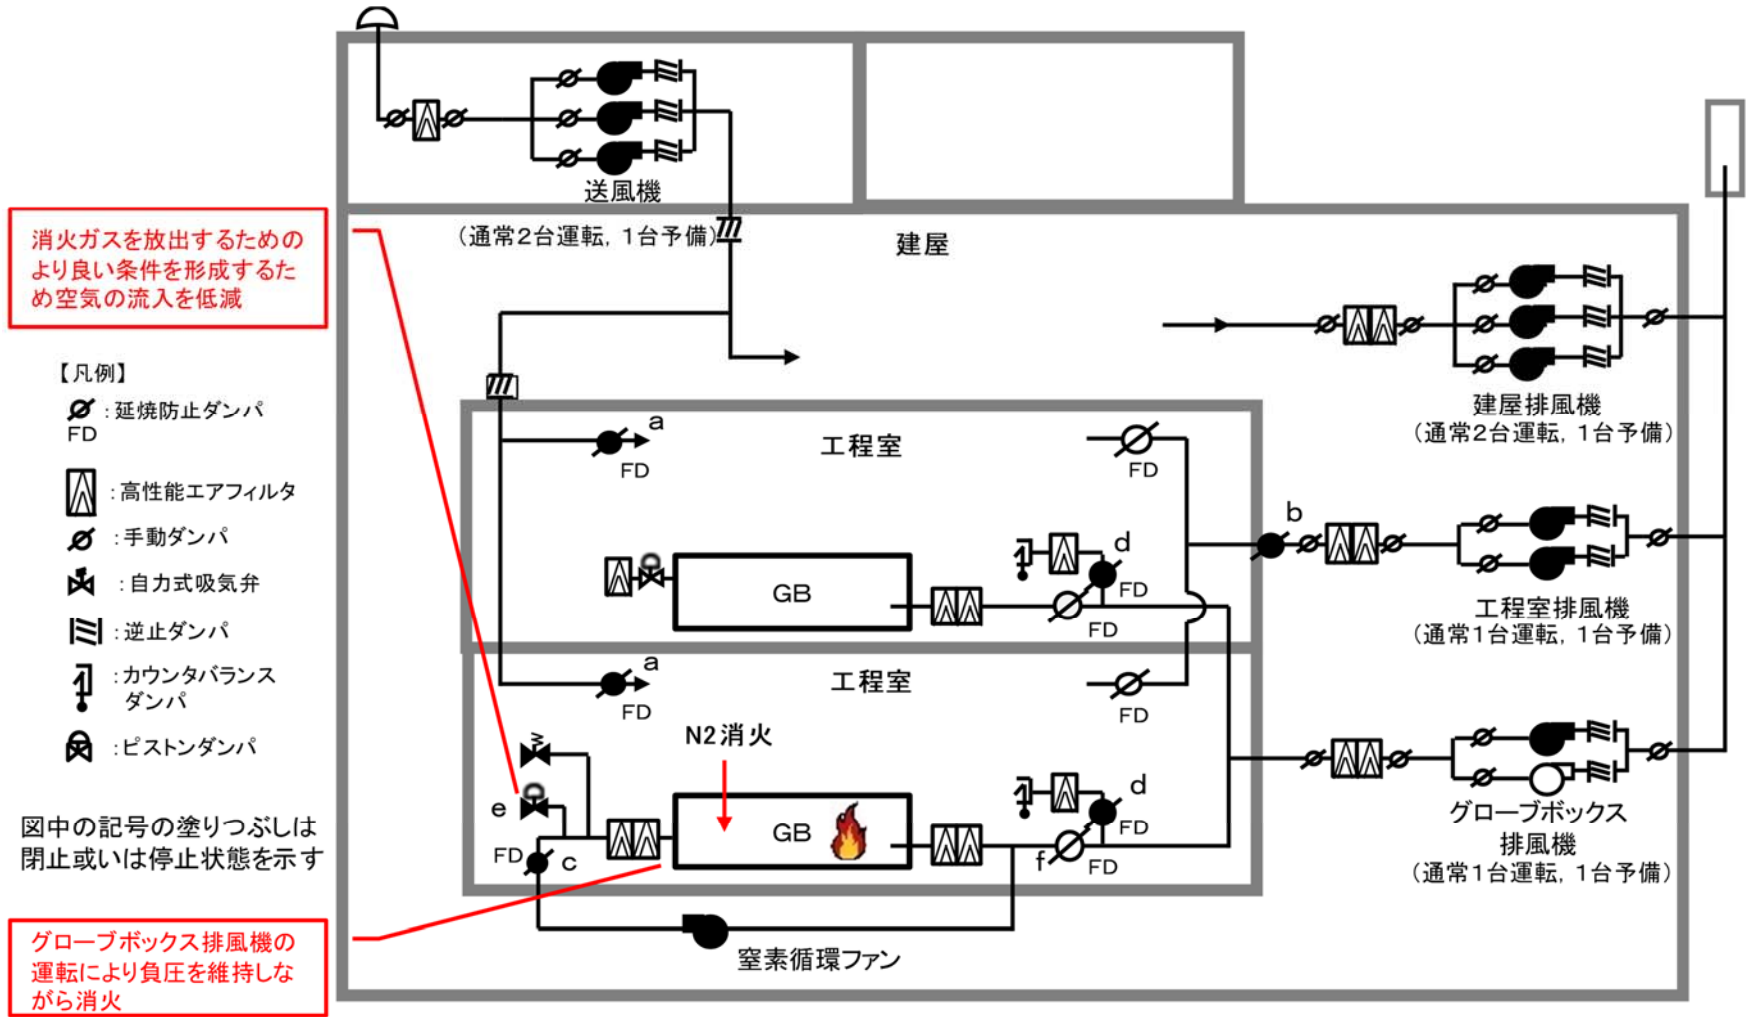 送風機
(通常2台運転, 1台予備)
建屋
消火ガスを放出するための
より良い条件を形成するた
め空気の流入を低減
【凡例】
:延焼防止ダンパ
FD
:高性能エアフィルタ
:手動ダンパ
:自力式吸気弁
:逆止ダンパ
:カウンタバランス
ダンパ
:ピストンダンパ
図中の記号の塗りつぶしは
閉止或いは停止状態を示す
グローブボックス排風機の
運転により負圧を維持しな
がら消火
建屋排風機
(通常2台運転, 1台予備)
a
FD
工程室
FD
b
d
FD
GB
FD
工程室排風機
(通常1台運転, 1台予備)
a
FD
工程室
FD
N2消火
e
d
FD
GB
FD
c
f
FD
グローブボックス
排風機
(通常1台運転, 1台予備)
窒素循環ファン